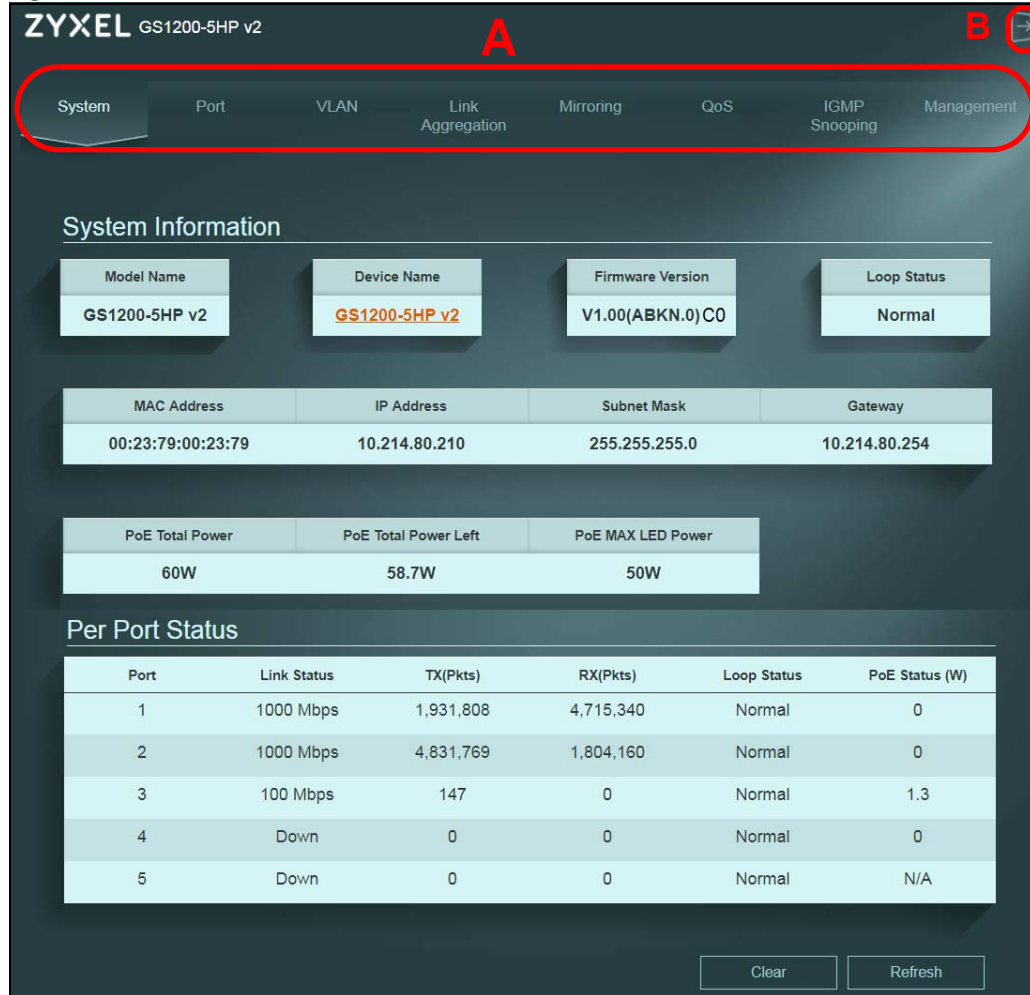 ZYXEL GS1200-5HP v2
A
B
System Port VLAN Link Aggregation Mirroring QoS IGMP Snooping Management
System Information
Model Name Device Name Firmware Version Loop Status
GS1200-5HP v2 GS1200-5HP v2 V1.00(ABKN.0)C0 Normal
MAC Address IP Address Subnet Mask Gateway
00:23:79:00:23:79 10.214.80.210 255.255.255.0 10.214.80.254
PoE Total Power PoE Total Power Left PoE MAX LED Power
60W 58.7W 50W
Per Port Status
Port Link Status TX(Pkts) RX(Pkts) Loop Status PoE Status (W)
1 1000 Mbps 1,931,808 4,715,340 Normal 0
2 1000 Mbps 4,831,769 1,804,160 Normal 0
3 100 Mbps 147 0 Normal 1.3
4 Down 0 0 Normal 0
5 Down 0 0 Normal N/A
Clear Refresh